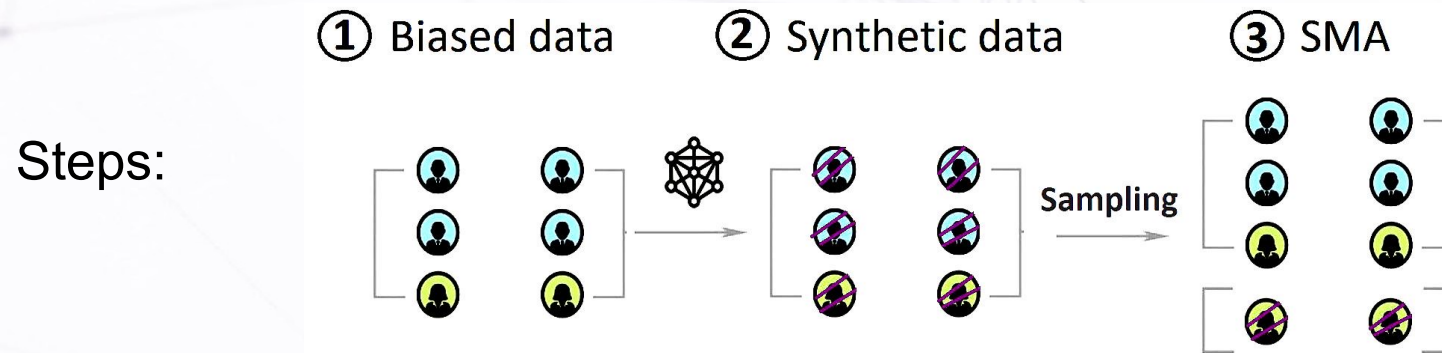 ① Biased data
② Synthetic data
③ SMA
Steps:
Sampling